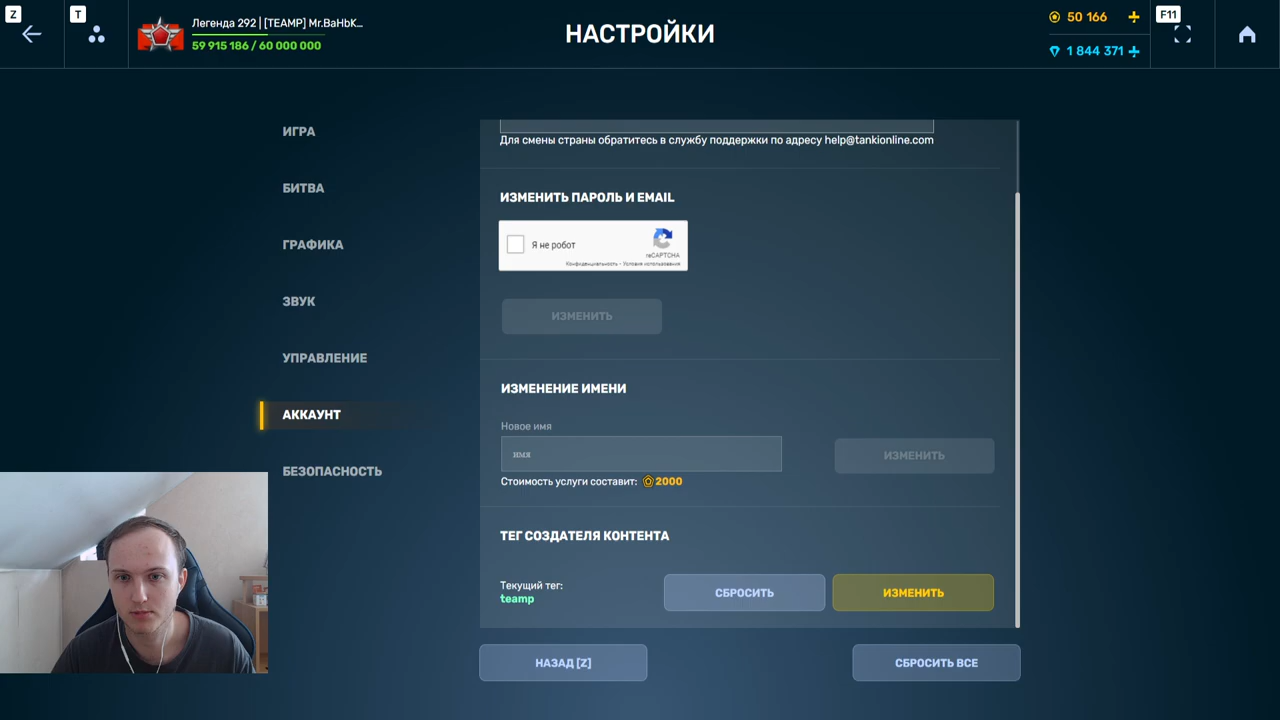 Z
T
Легенда 292 | [TEAMP] Mr.BaHbK...
59 915 186 / 60 000 000
НАСТРОЙКИ
50 166
1 844 371
F11
ИГРА
БИТВА
ГРАФИКА
ЗВУК
УПРАВЛЕНИЕ
АККАУНТ
БЕЗОПАСНОСТЬ
Для смены страны обратитесь в службу поддержки по адресу help@tankionline.com
ИЗМЕНИТЬ ПАРОЛЬ И EMAIL
Я не робот
reCAPTCHA
Конфиденциальность - Условия использования
ИЗМЕНИТЬ
ИЗМЕНЕНИЕ ИМЕНИ
Новое имя
имя
ИЗМЕНИТЬ
Стоимость услуги составит: 2000
ТЕГ СОЗДАТЕЛЯ КОНТЕНТА
Текущий тег:
teamp
СБРОСИТЬ
ИЗМЕНИТЬ
НАЗАД [Z]
СБРОСИТЬ ВСЕ